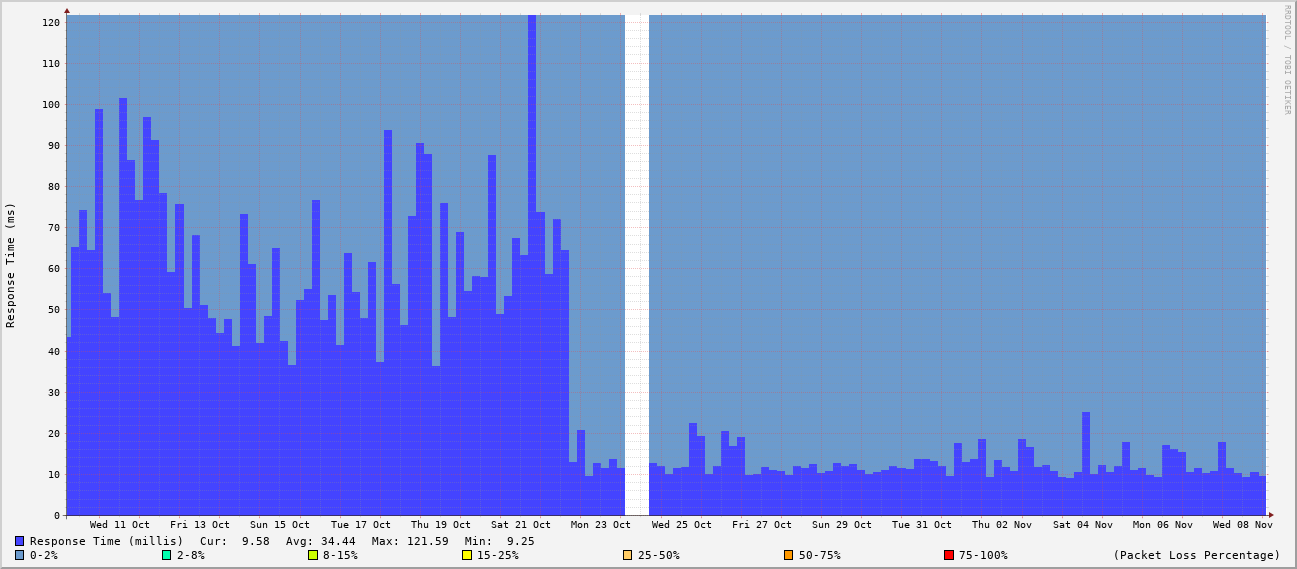 RRDTOOL / TOBI OETIKER
Response Time (ms)
120
110
100
90
80
70
60
50
40
30
20
10
0
Wed 11 Oct Fri 13 Oct Sun 15 Oct Tue 17 Oct Thu 19 Oct Sat 21 Oct Mon 23 Oct Wed 25 Oct Fri 27 Oct Sun 29 Oct Tue 31 Oct Thu 02 Nov Sat 04 Nov Mon 06 Nov Wed 08 Nov
Response Time (millis) Cur: 9.58 Avg: 34.44 Max: 121.59 Min: 9.25
0-2% 2-8% 8-15% 15-25% 25-50% 50-75% 75-100% (Packet Loss Percentage)